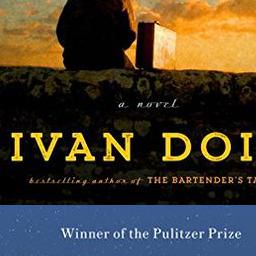 a novel
IVAN DOI
bestselling author of THE BARTENDER'S TA
Winner of the Pulitzer Prize